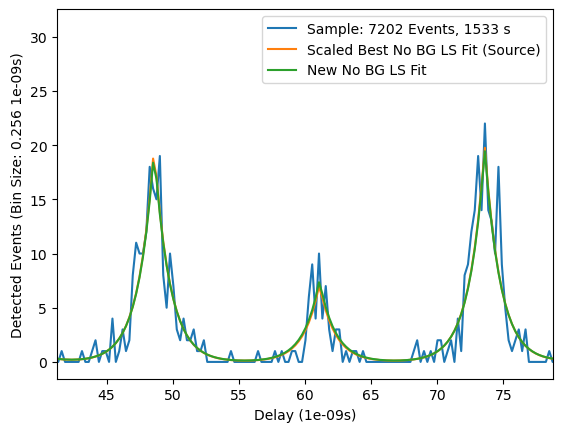 Sample: 7202 Events, 1533 s
Scaled Best No BG LS Fit (Source)
New No BG LS Fit
Detected Events (Bin Size: 0.256 1e-09s)
30
25
20
15
10
5
0
45
50
55
60
65
70
75
Delay (1e-09s)